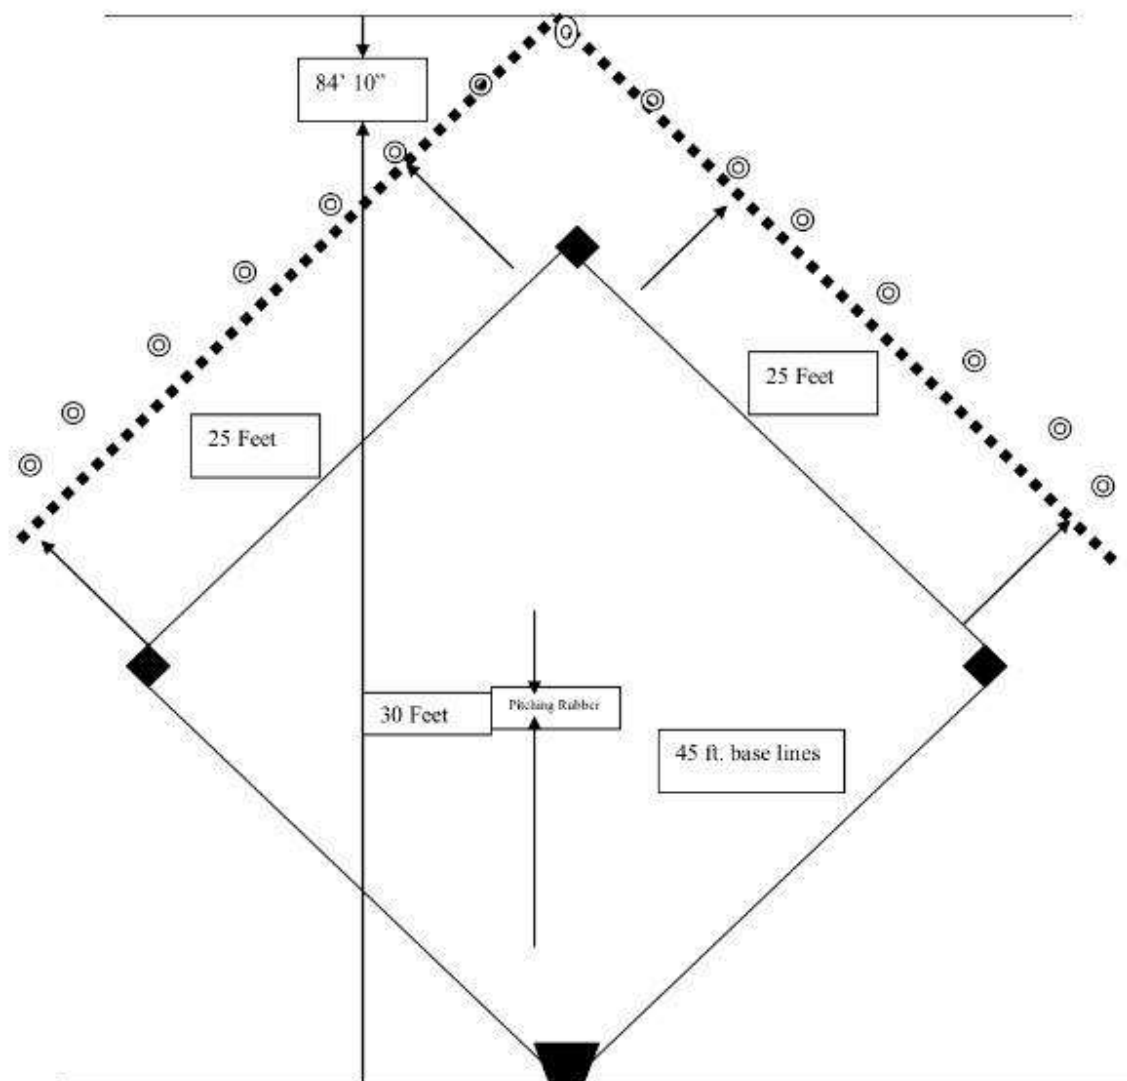 84’ 10”
25 Feet
25 Feet
30 Feet
Pitching Rubber
45 ft. base lines